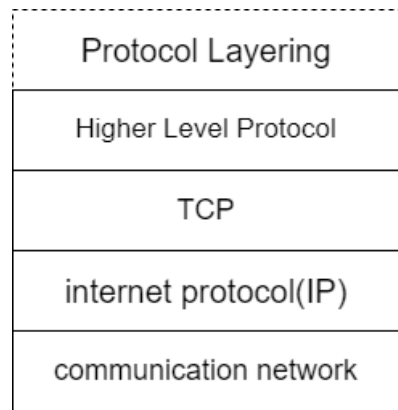 Protocol Layering
Higher Level Protocol
TCP
internet protocol(IP)
communication network